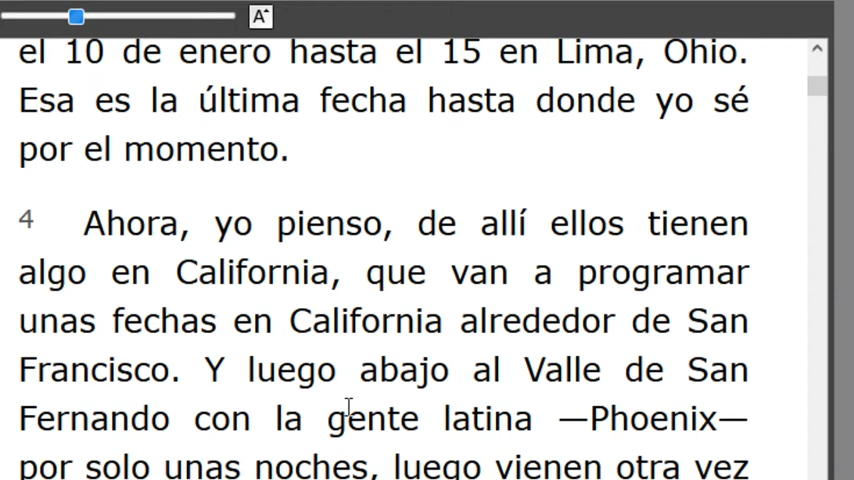 A
el 10 de enero hasta el 15 en Lima, Ohio.
Esa es la última fecha hasta donde yo sé
por el momento.
4 Ahora, yo pienso, de allí ellos tienen
algo en California, que van a programar
unas fechas en California alrededor de San
Francisco. Y luego abajo al Valle de San
Fernando con la gente latina —Phoenix—
por solo unas noches, luego vienen otra vez